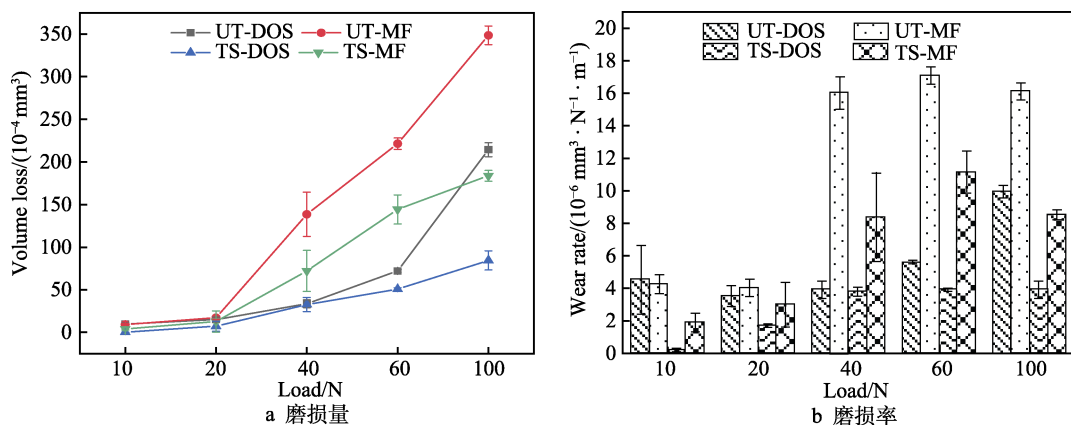 Volume loss/(10⁻⁴ mm³)
350
300
250
200
150
100
50
0
UT-DOS
UT-MF
TS-DOS
TS-MF
10
20
40
60
100
Load/N
a 磨损量
Wear rate/(10⁻⁶ mm³ · N⁻¹ · m⁻¹)
20
18
16
14
12
10
8
6
4
2
0
UT-DOS
UT-MF
TS-DOS
TS-MF
10
20
40
60
100
Load/N
b 磨损率